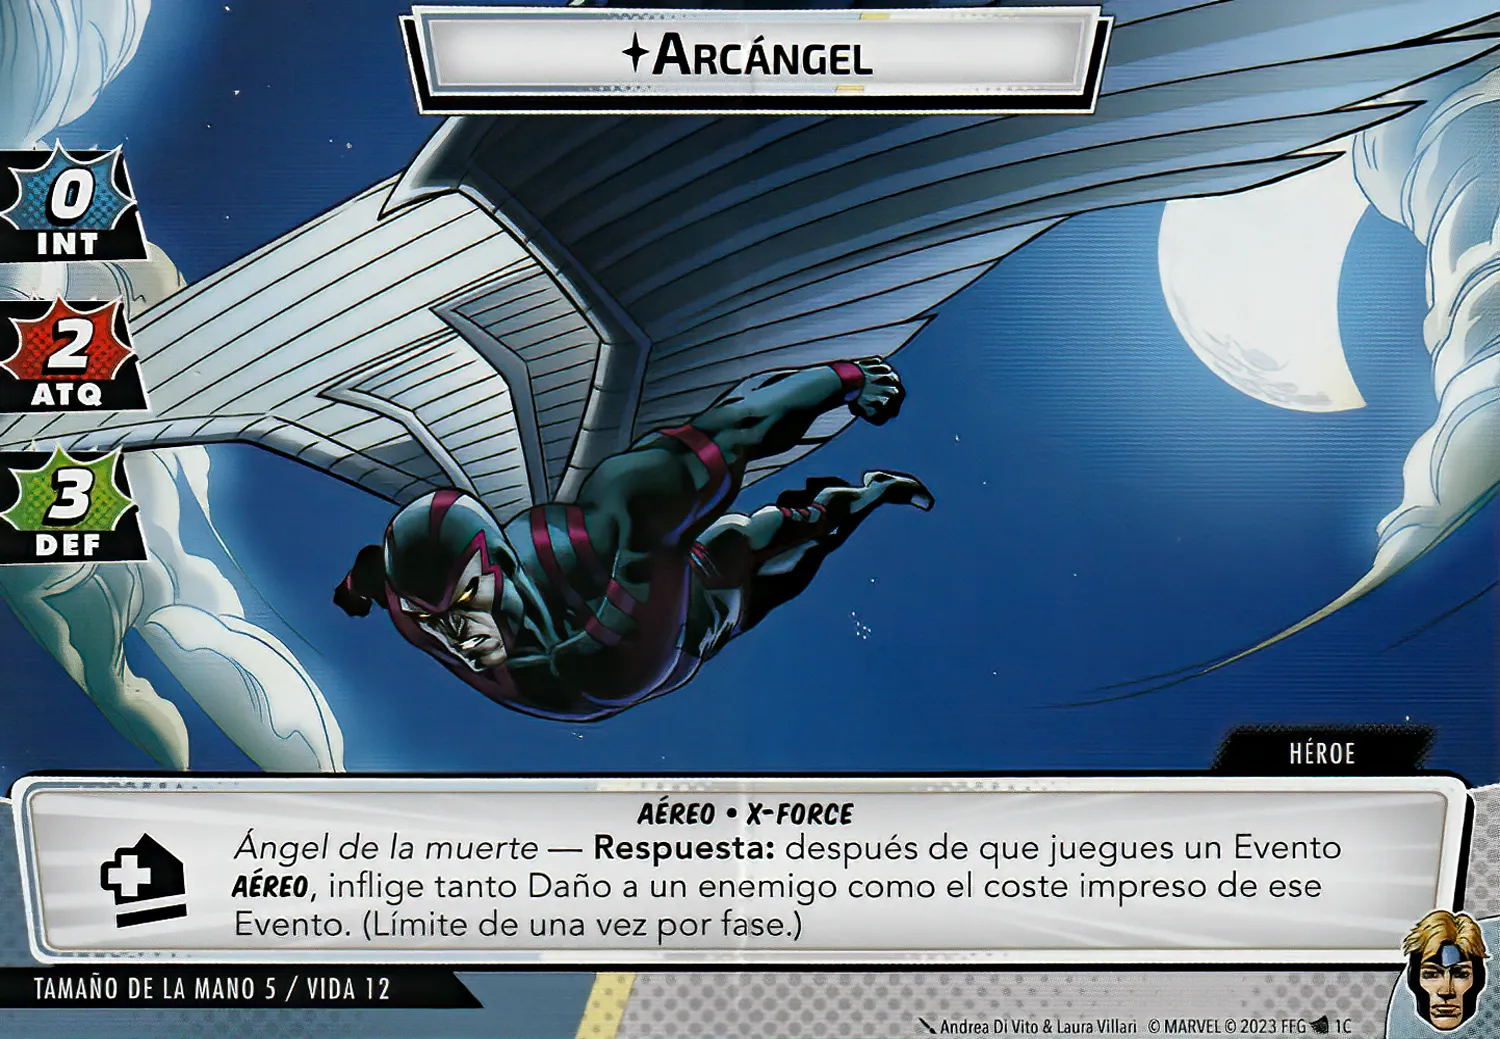 ARCÁNGEL
0
INT
2
ATQ
3
DEF
HÉROE
AÉREO • X-FORCE
Ángel de la muerte — Respuesta: después de que juegues un Evento
AÉREO, inflige tanto Daño a un enemigo como el coste impreso de ese
Evento. (Límite de una vez por fase.)
TAMAÑO DE LA MANO 5 / VIDA 12
Andrea Di Vito & Laura Villari © MARVEL © 2023 FFG 1C